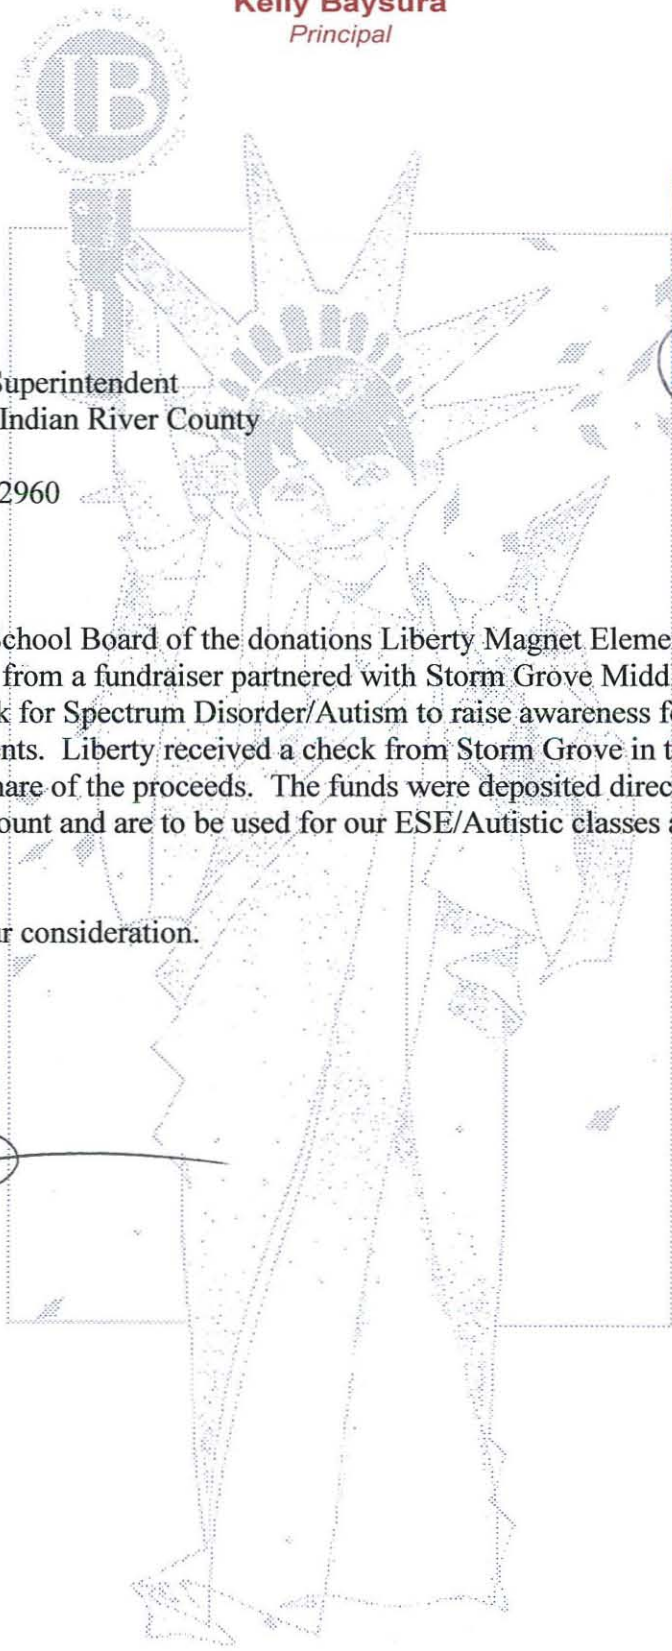 Kelly Baysura
Principal
IB
Superintendent
Indian River County
2960
School Board of the donations Liberty Magnet Eleme
from a fundraiser partnered with Storm Grove Midd
k for Spectrum Disorder/Autism to raise awareness f
nts. Liberty received a check from Storm Grove in t
hare of the proceeds. The funds were deposited direc
ount and are to be used for our ESE/Autistic classes a
r consideration.